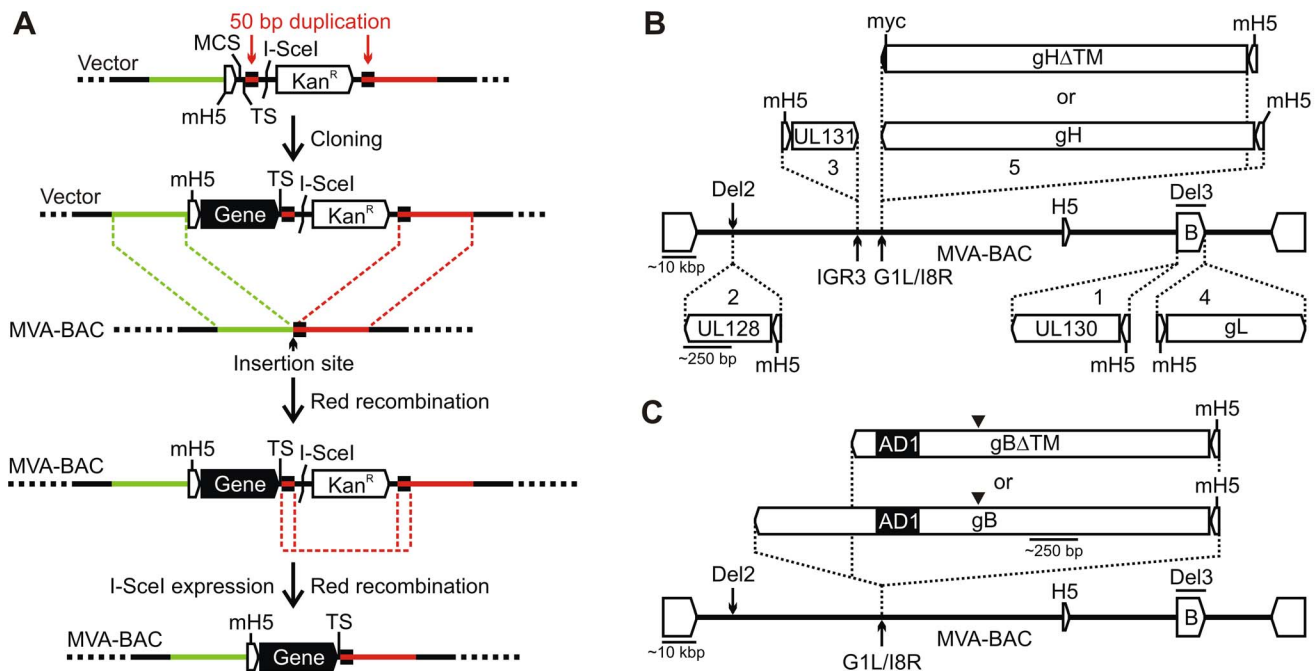 A
50 bp duplication
MCS
I-SceI
Vector
Kan^R
mH5
TS
Cloning
mH5
TS
I-SceI
Vector
Gene
Kan^R
MVA-BAC
Insertion site
Red recombination
mH5
TS
I-SceI
MVA-BAC
Gene
Kan^R
I-SceI expression
Red recombination
mH5
TS
MVA-BAC
Gene
B
myc
mH5
gHΔTM
or
mH5
mH5
UL131
gH
3
5
Del2
H5
Del3
B
~10 kbp
IGR3
G1L/I8R
MVA-BAC
2
1
4
UL128
UL130
gL
~250 bp
mH5
mH5
mH5
C
mH5
AD1
gBΔTM
or
mH5
AD1
gB
~250 bp
Del2
H5
Del3
B
~10 kbp
MVA-BAC
G1L/I8R